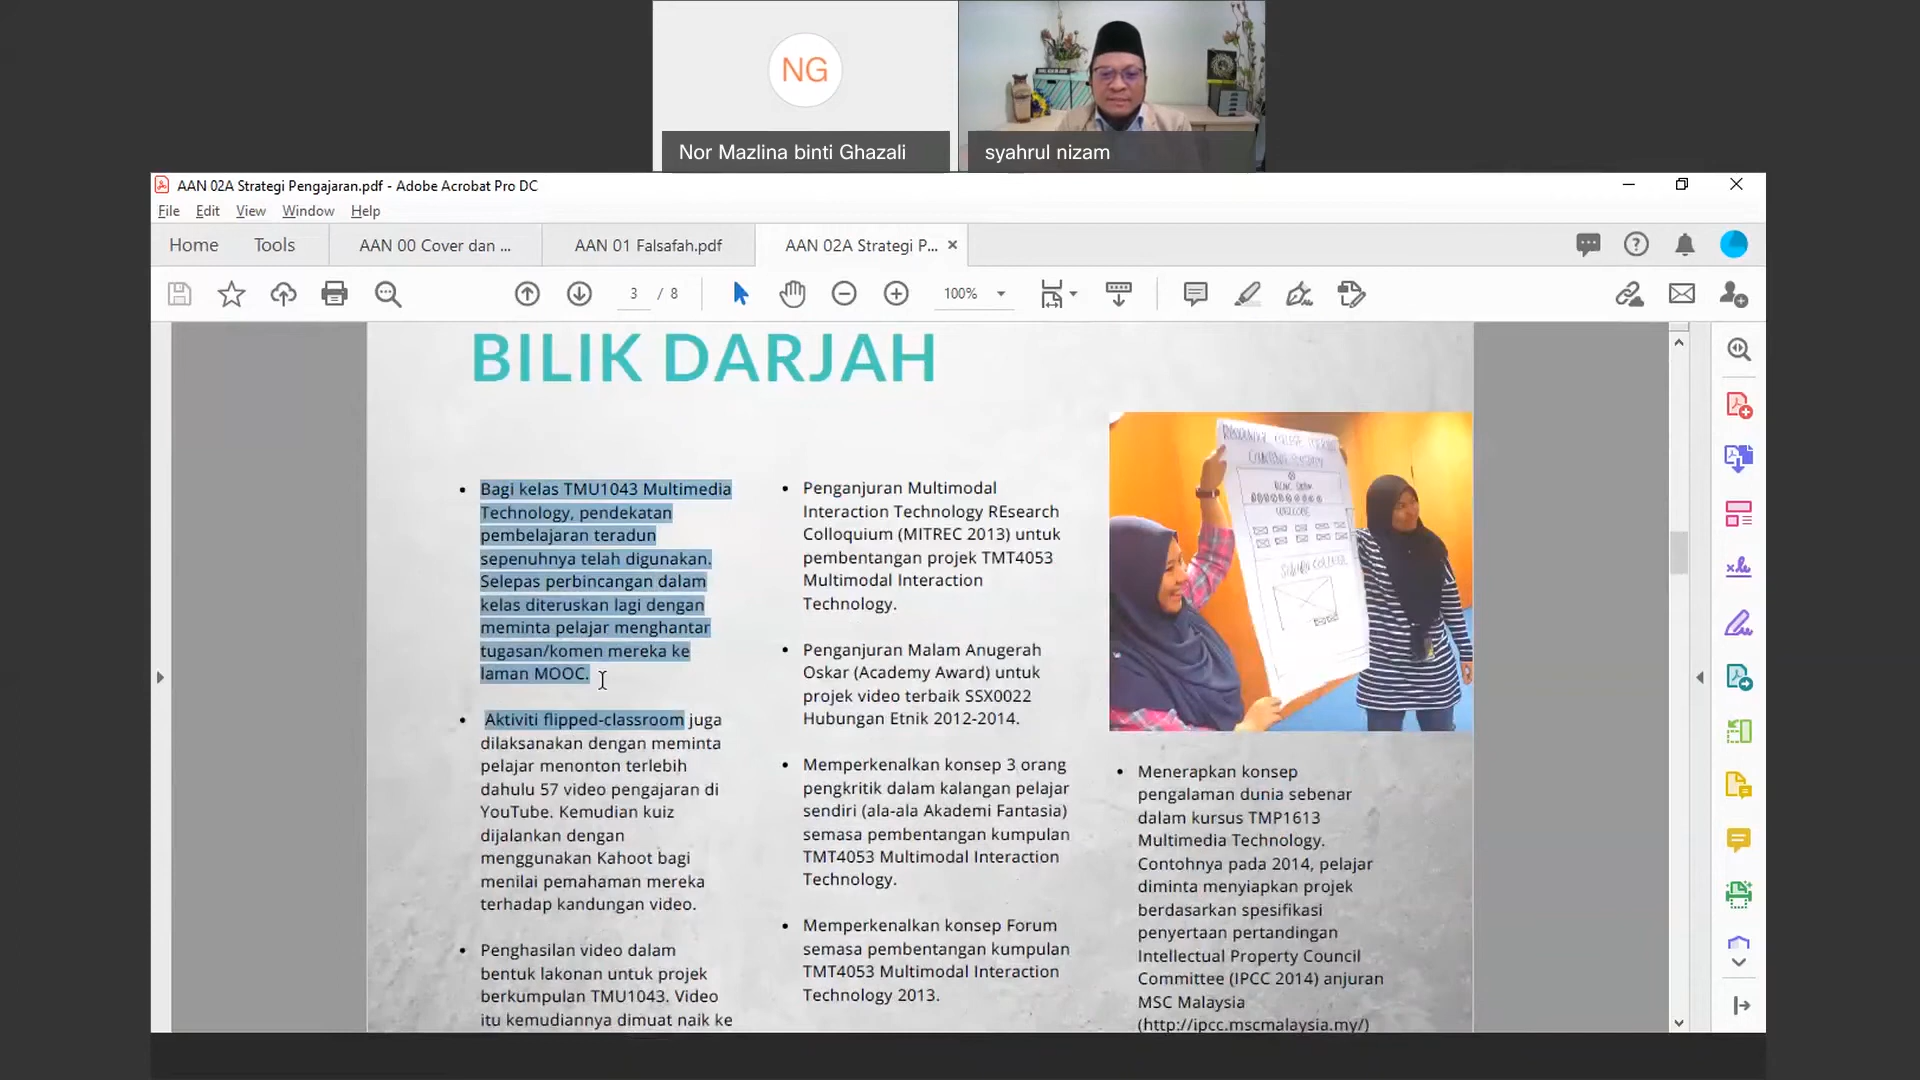 NG
Nor Mazlina binti Ghazali
syahrul nizam
AAN 02A Strategi Pengajaran.pdf - Adobe Acrobat Pro DC
File Edit View Window Help
Home Tools AAN 00 Cover dan ... AAN 01 Falsafah.pdf AAN 02A Strategi P... ×
3 / 8 100%
BILIK DARJAH
• Bagi kelas TMU1043 Multimedia
Technology, pendekatan
pembelajaran teradun
sepenuhnya telah digunakan.
Selepas perbincangan dalam
kelas diteruskan lagi dengan
meminta pelajar menghantar
tugasan/komen mereka ke
laman MOOC.
• Aktiviti flipped-classroom juga
dilaksanakan dengan meminta
pelajar menonton terlebih
dahulu 57 video pengajaran di
YouTube. Kemudian kuiz
dijalankan dengan
menggunakan Kahoot bagi
menilai pemahaman mereka
terhadap kandungan video.
• Penghasilan video dalam
bentuk lakonan untuk projek
berkumpulan TMU1043. Video
itu kemudiannya dimuat naik ke
• Penganjuran Multimodal
Interaction Technology REsearch
Colloquium (MITREC 2013) untuk
pembentangan projek TMT4053
Multimodal Interaction
Technology.
• Penganjuran Malam Anugerah
Oskar (Academy Award) untuk
projek video terbaik SSX0022
Hubungan Etnik 2012-2014.
• Memperkenalkan konsep 3 orang
pengkritik dalam kalangan pelajar
sendiri (ala-ala Akademi Fantasia)
semasa pembentangan kumpulan
TMT4053 Multimodal Interaction
Technology.
• Memperkenalkan konsep Forum
semasa pembentangan kumpulan
TMT4053 Multimodal Interaction
Technology 2013.
• Menerapkan konsep
pengalaman dunia sebenar
dalam kursus TMP1613
Multimedia Technology.
Contohnya pada 2014, pelajar
diminta menyiapkan projek
berdasarkan spesifikasi
penyertaan pertandingan
Intellectual Property Council
Committee (IPCC 2014) anjuran
MSC Malaysia
(http://ipcc.mscmalaysia.my/)